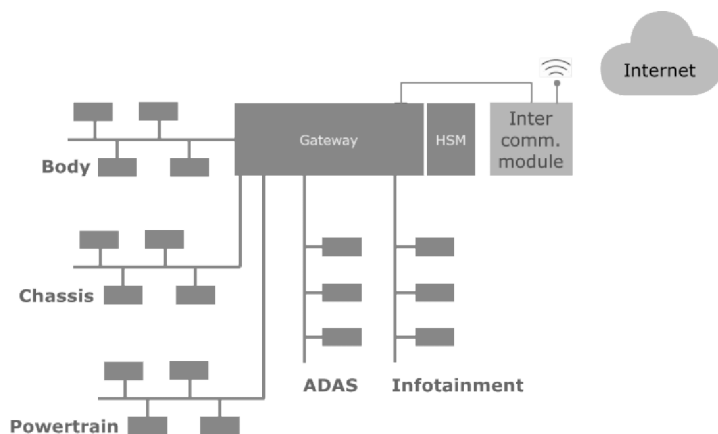 Internet
Gateway
HSM
Inter
comm.
module
Body
Chassis
ADAS
Infotainment
Powertrain